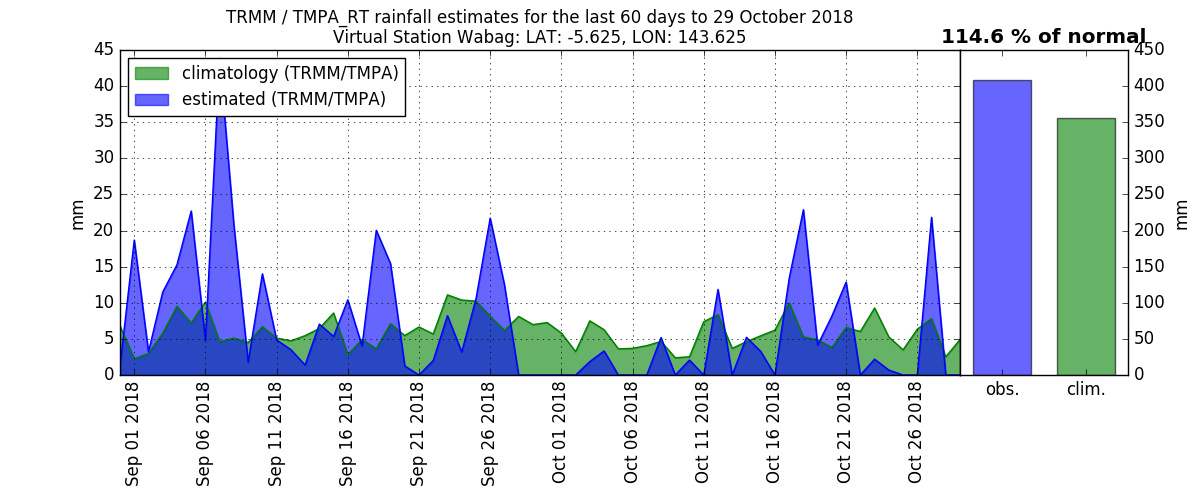 TRMM / TMPA_RT rainfall estimates for the last 60 days to 29 October 2018
Virtual Station Wabag: LAT: -5.625, LON: 143.625
114.6 % of normal
climatology (TRMM/TMPA)
estimated (TRMM/TMPA)
45
40
35
30
25
20
15
10
5
0
mm
Sep 01 2018
Sep 06 2018
Sep 11 2018
Sep 16 2018
Sep 21 2018
Sep 26 2018
Oct 01 2018
Oct 06 2018
Oct 11 2018
Oct 16 2018
Oct 21 2018
Oct 26 2018
450
400
350
300
250
200
150
100
50
0
mm
obs.
clim.